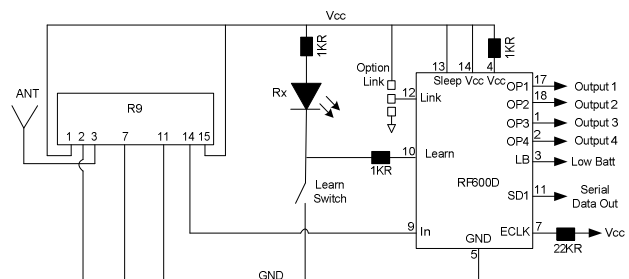 Vcc
1KR
1KR
ANT
R9
1 2 3 7 11 14 15
Rx
Option
Link
13 14 4
Sleep Vcc Vcc
12 Link
10 Learn
1KR
Learn
Switch
RF600D
9 In
GND
5
OP1 17 Output 1
OP2 18 Output 2
OP3 1 Output 3
OP4 2 Output 4
LB 3 Low Batt
SD1 11 Serial
Data Out
ECLK 7 Vcc
22KR
GND